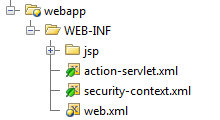 webapp
WEB-INF
jsp
action-servlet.xml
security-context.xml
web.xml